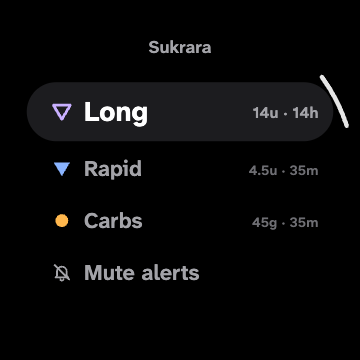 Sukrara
Long 14u · 14h
Rapid 4.5u · 35m
Carbs 45g · 35m
Mute alerts